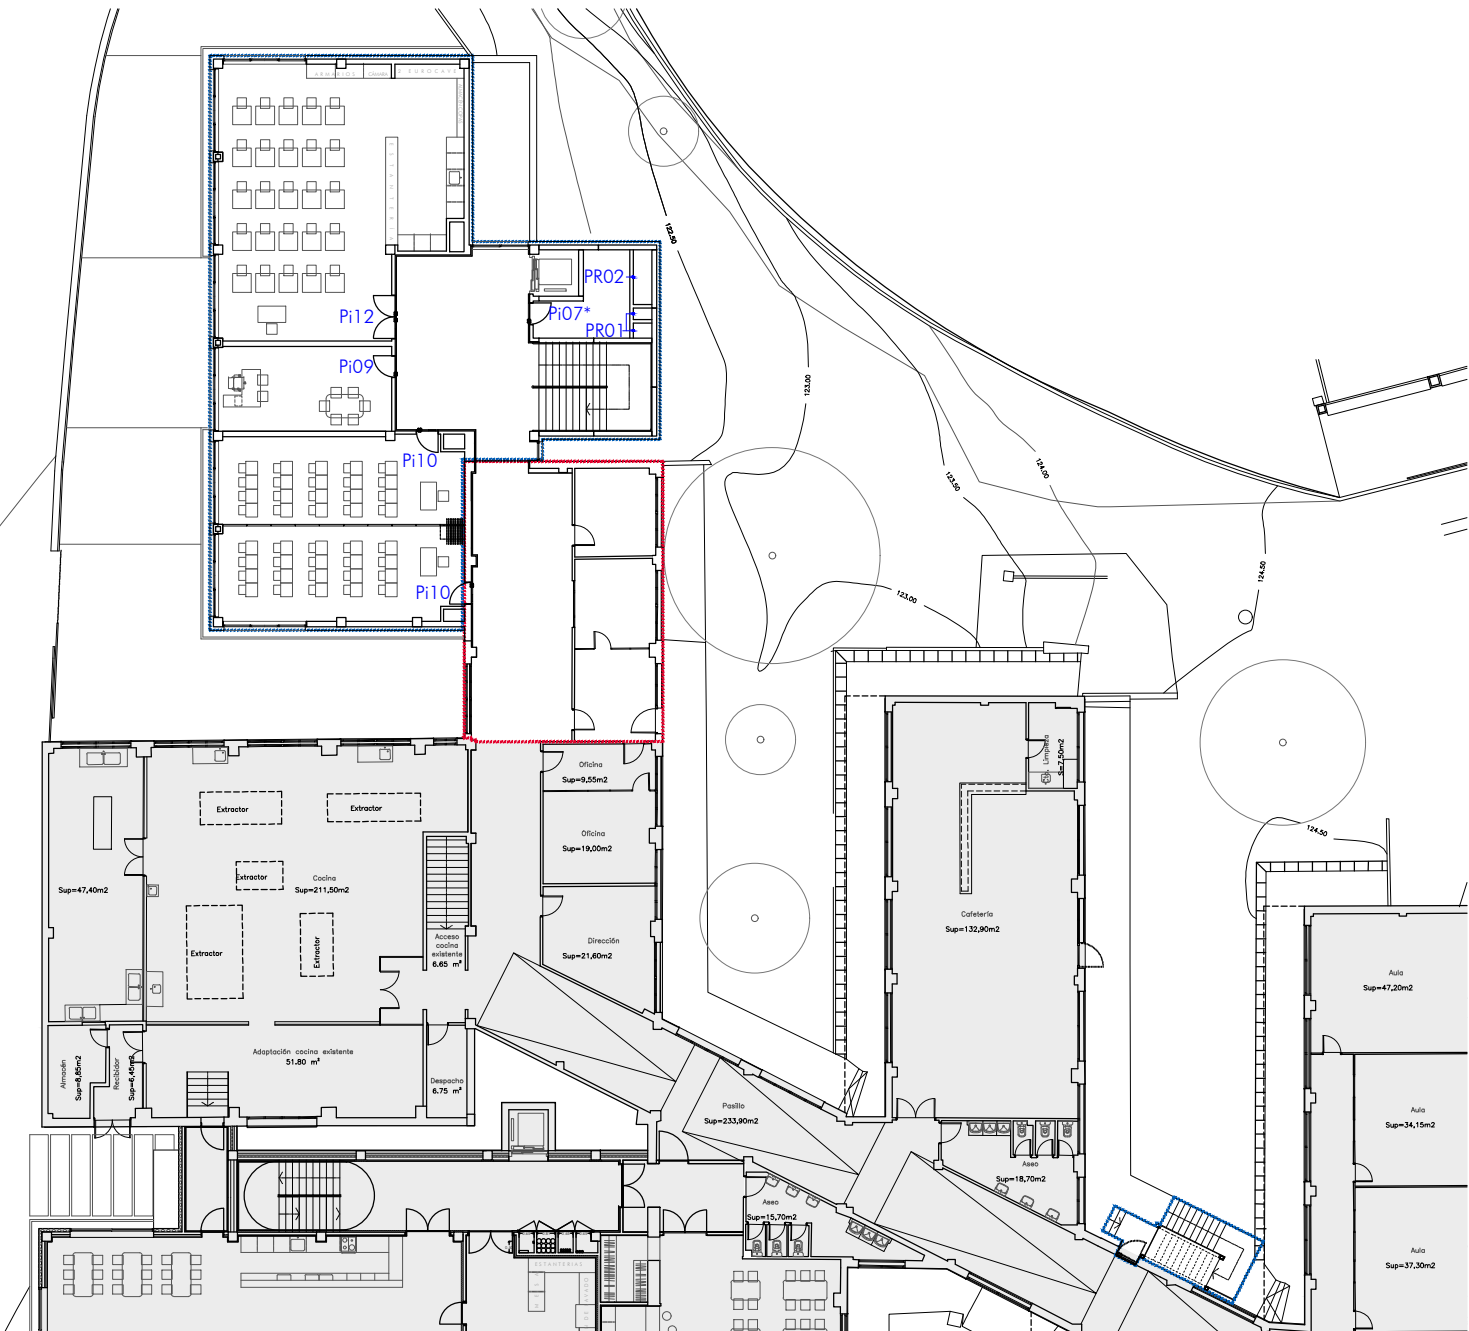 ARMARIOS
CÁMARA
2 EUROCAVE
ESTANTERIA
122.50
PR02
Pi07*
PR01
Pi12
Pi09
Pi10
Pi10
123.00
123.50
124.00
123.00
124.50
124.50
Oficina
Sup=9,55m2
Oficina
Sup=19,00m2
Extractor
Extractor
Extractor
Extractor
Extractor
Cocina
Sup=211,50m2
Sup=47,40m2
Acceso
cocina
existente
6.65 m²
Dirección
Sup=21,60m2
Limpieza
S=7,50m2
Cafetería
Sup=132,90m2
Aula
Sup=47,20m2
Adaptación cocina existente
51.80 m²
Almacén
Sup=8,85m2
Recibidor
Sup=6,45m2
Despacho
6.75 m²
Pasillo
Sup=233,90m2
Aula
Sup=34,15m2
Aseo
Sup=18,70m2
Aseo
Sup=15,70m2
Aula
Sup=37,30m2
ESTANTERIAS